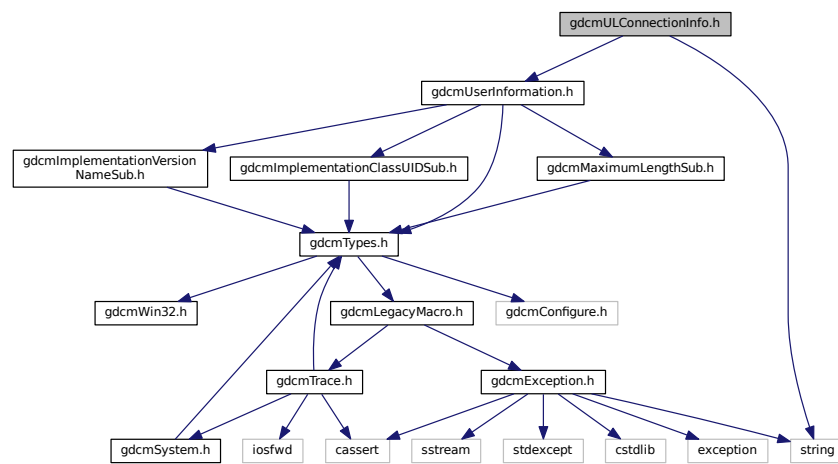 gdcmULConnectionInfo.h
gdcmUserInformation.h
gdcmImplementationVersion
NameSub.h
gdcmImplementationClassUIDSub.h
gdcmMaximumLengthSub.h
gdcmTypes.h
gdcmWin32.h
gdcmLegacyMacro.h
gdcmConfigure.h
gdcmTrace.h
gdcmException.h
gdcmSystem.h
iosfwd
cassert
sstream
stdexcept
cstdlib
exception
string